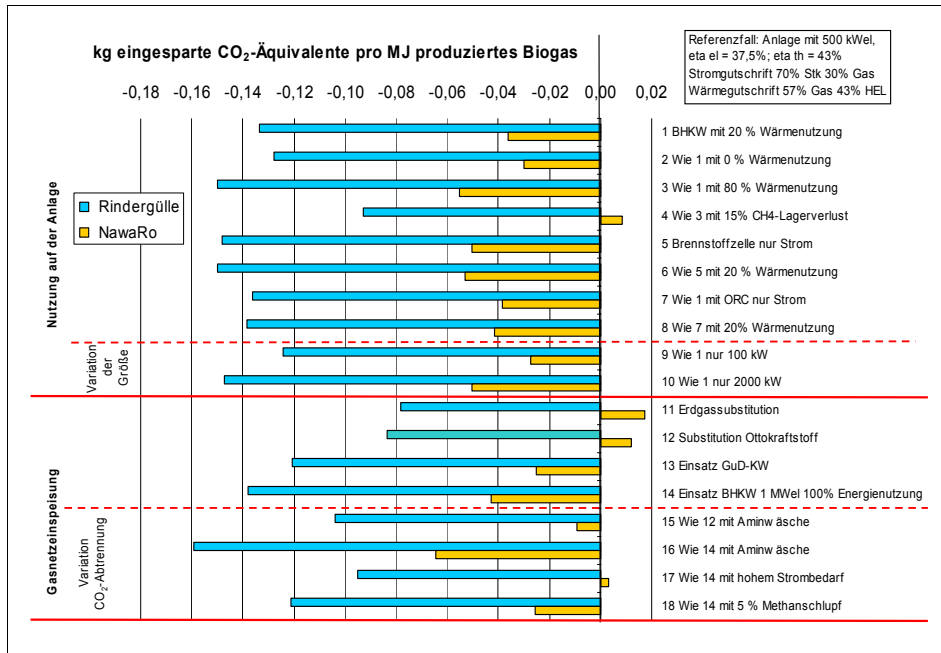 kg eingesparte CO₂-Äquivalente pro MJ produziertes Biogas
Referenzfall: Anlage mit 500 kWel,
eta el = 37,5%; eta th = 43%
Stromgutschrift 70% Stk 30% Gas
Wärmegutschrift 57% Gas 43% HEL
-0,18 -0,14 -0,12 -0,10 -0,08 -0,06 -0,04 -0,02 0,00 0,02
Nutzung auf der Anlage
Rindergülle
NawaRo
1 BHKW mit 20 % Wärmenutzung
2 Wie 1 mit 0 % Wärmenutzung
3 Wie 1 mit 80 % Wärmenutzung
4 Wie 3 mit 15% CH4-Lagerverlust
5 Brennstoffzelle nur Strom
6 Wie 5 mit 20 % Wärmenutzung
7 Wie 1 mit ORC nur Strom
8 Wie 7 mit 20% Wärmenutzung
Variation
der
Größe
9 Wie 1 nur 100 kW
10 Wie 1 nur 2000 kW
Gasnetzeinspeisung
11 Erdgassubstitution
12 Substitution Ottokraftstoff
13 Einsatz GuD-KW
14 Einsatz BHKW 1 MWel 100% Energienutzung
Variation
CO₂-Abtrennung
15 Wie 12 mit Aminw äsche
16 Wie 14 mit Aminw äsche
17 Wie 14 mit hohem Strombedarf
18 Wie 14 mit 5 % Methanschlupf